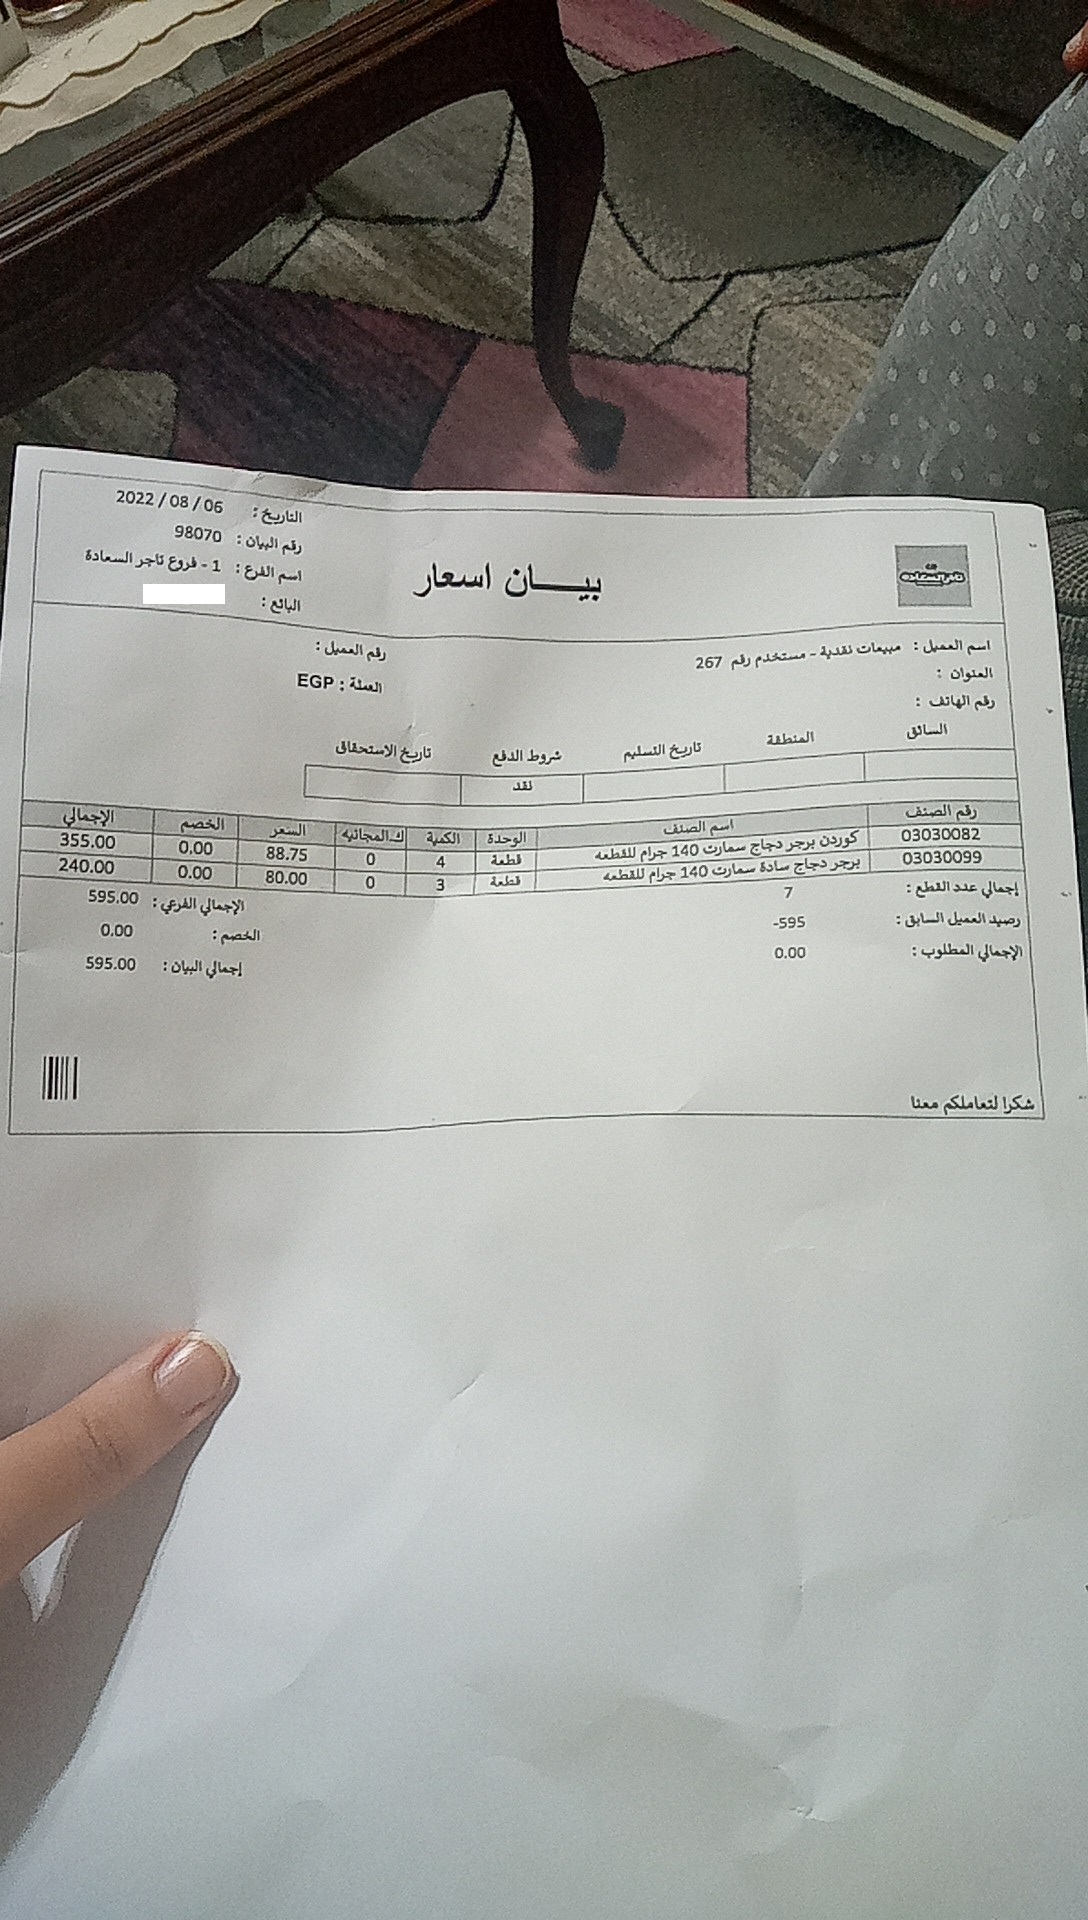 تاجر السعادة
بيـــــان اسعار
التاريخ : 2022 / 08 / 06
رقم البيان : 98070
اسم الفرع : 1 - فروع تاجر السعادة
البائع :
اسم العميل : مبيعات نقدية - مستخدم رقم 267
رقم العميل :
العنوان :
العملة : EGP
رقم الهاتف :
السائق المنطقة تاريخ التسليم شروط الدفع تاريخ الاستحقاق
نقد
رقم الصنف اسم الصنف الوحدة الكمية ك.المجانيه السعر الخصم الإجمالي
03030082 كوردن برجر دجاج سمارت 140 جرام للقطعه قطعة 4 0 88.75 0.00 355.00
03030099 برجر دجاج سادة سمارت 140 جرام للقطعه قطعة 3 0 80.00 0.00 240.00
إجمالي عدد القطع : 7
الإجمالي الفرعي : 595.00
رصيد العميل السابق : -595
الخصم : 0.00
الإجمالي المطلوب : 0.00
إجمالي البيان : 595.00
شكرا لتعاملكم معنا